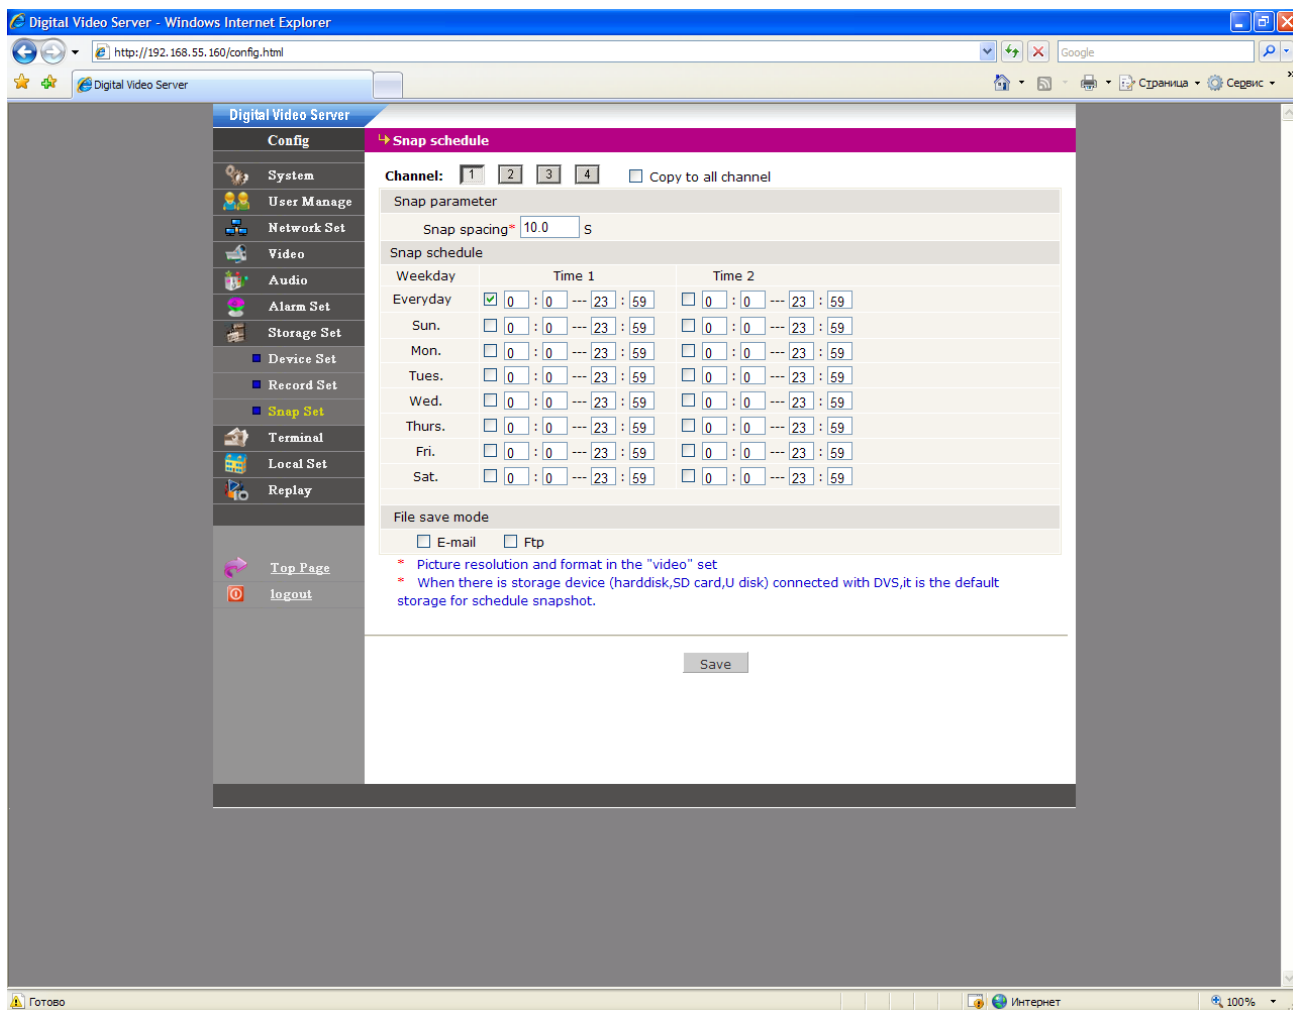 Digital Video Server - Windows Internet Explorer
http://192.168.55.160/config.html
Google
Digital Video Server
Страница
Сервис
»
Digital Video Server
Config
Snap schedule
System
User Manage
Network Set
Video
Audio
Alarm Set
Storage Set
Device Set
Record Set
Snap Set
Terminal
Local Set
Replay
Top Page
logout
Channel: 1 2 3 4 Copy to all channel
Snap parameter
Snap spacing* 10.0 S
Snap schedule
Weekday Time 1 Time 2
Everyday 0 : 0 --- 23 : 59 0 : 0 --- 23 : 59
Sun. 0 : 0 --- 23 : 59 0 : 0 --- 23 : 59
Mon. 0 : 0 --- 23 : 59 0 : 0 --- 23 : 59
Tues. 0 : 0 --- 23 : 59 0 : 0 --- 23 : 59
Wed. 0 : 0 --- 23 : 59 0 : 0 --- 23 : 59
Thurs. 0 : 0 --- 23 : 59 0 : 0 --- 23 : 59
Fri. 0 : 0 --- 23 : 59 0 : 0 --- 23 : 59
Sat. 0 : 0 --- 23 : 59 0 : 0 --- 23 : 59
File save mode
E-mail Ftp
* Picture resolution and format in the "video" set
* When there is storage device (harddisk,SD card,U disk) connected with DVS,it is the default
storage for schedule snapshot.
Save
Готово
Интернет
100%